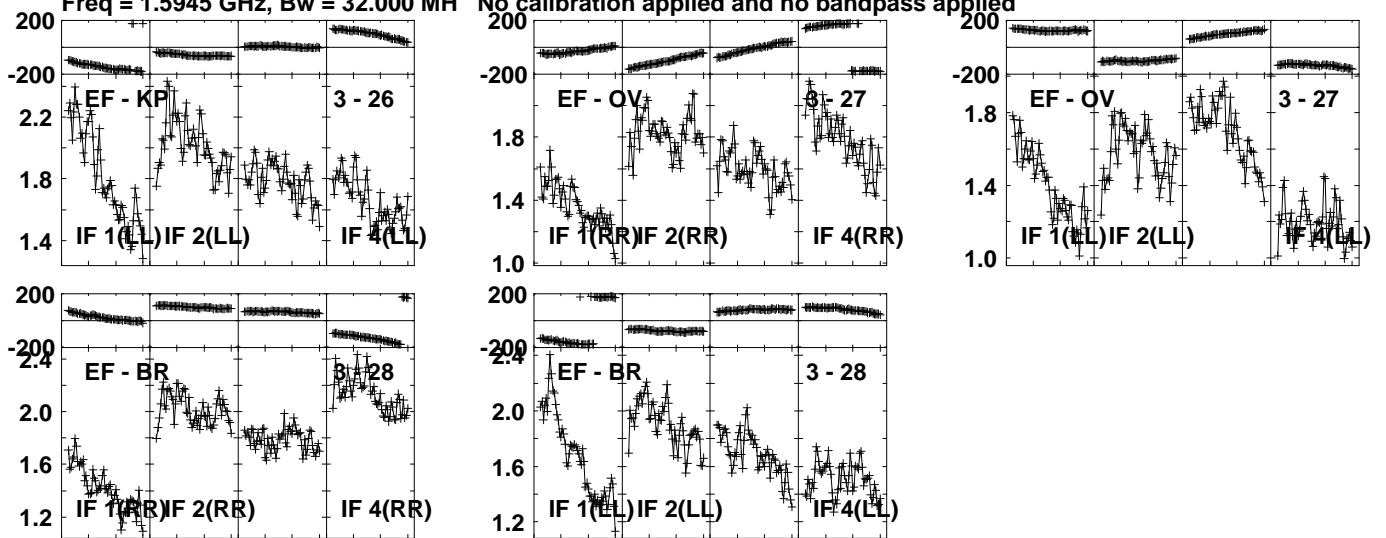 Freq = 1.5945 GHz, Bw = 32.000 MH No calibration applied and no bandpass applied
200
-200
2.2
1.8
1.4
EF - KP
3 - 26
IF 1(LL)
IF 2(LL)
IF 4(LL)
200
-200
1.8
1.4
1.0
EF - OV
3 - 27
IF 1(RR)
IF 2(RR)
IF 4(RR)
200
-200
1.8
1.4
1.0
EF - OV
3 - 27
IF 1(LL)
IF 2(LL)
IF 4(LL)
200
-200
2.4
2.0
1.6
1.2
EF - BR
3 - 28
IF 1(RR)
IF 2(RR)
IF 4(RR)
200
-200
2.4
2.0
1.6
1.2
EF - BR
3 - 28
IF 1(LL)
IF 2(LL)
IF 4(LL)